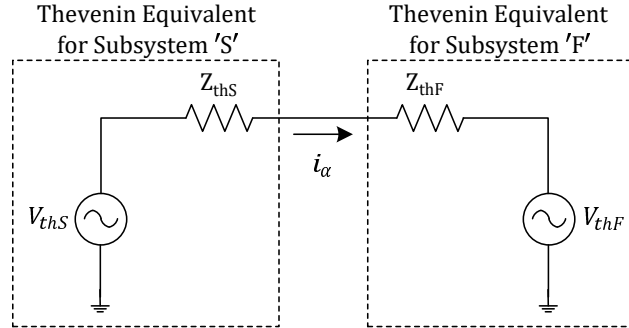 Thevenin Equivalent
for Subsystem 'S'
Thevenin Equivalent
for Subsystem 'F'
Z_thS
Z_thF
i_α
V_thS
V_thF